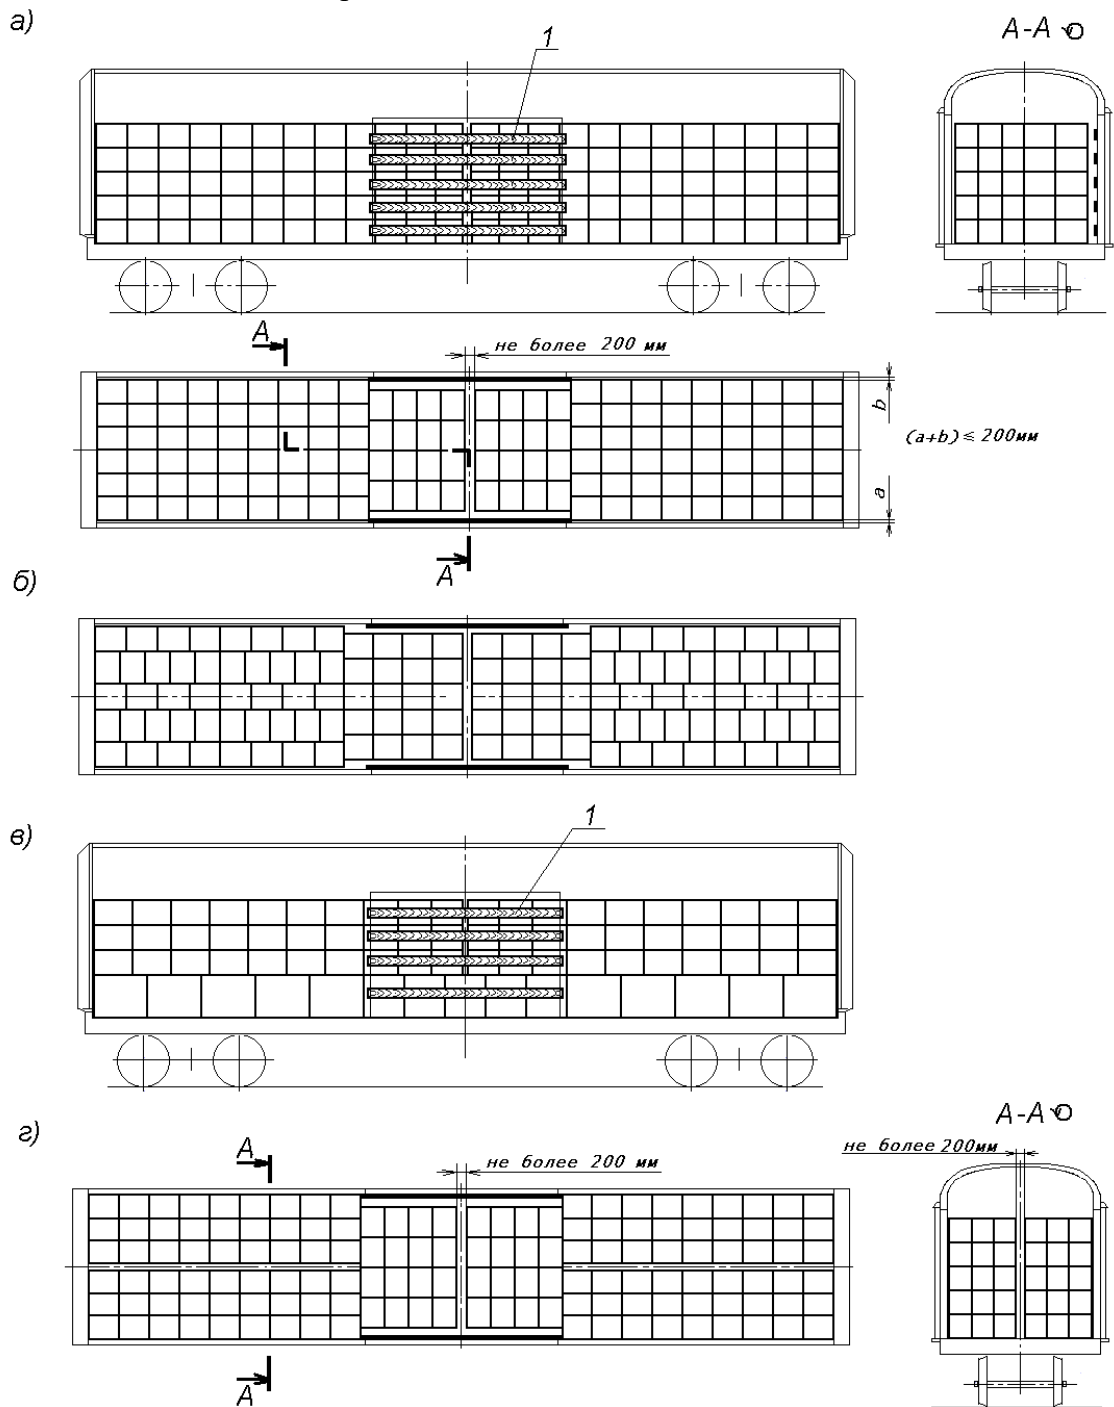 а)
1
А-А
А
не более 200 мм
b
(a+b) ≤ 200мм
a
А
б)
в)
1
г)
А-А
А
не более 200 мм
не более 200мм
А